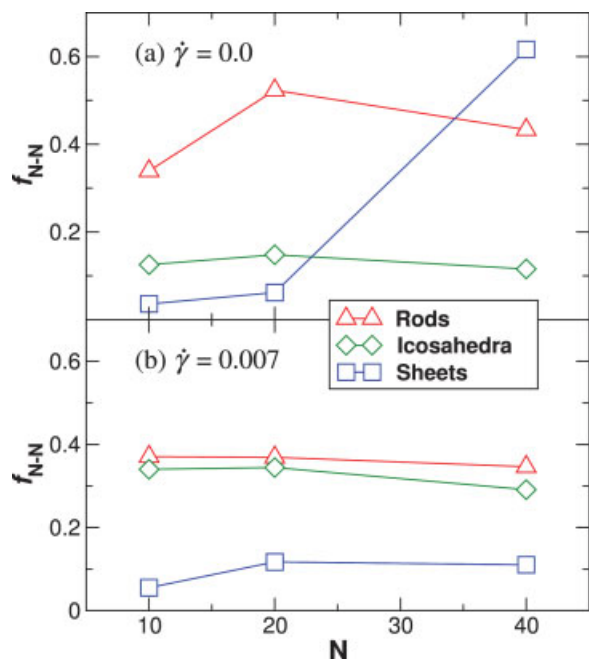 (a) γ̇ = 0.0
0.6
0.4
0.2
f_N-N
Rods
Icosahedra
Sheets
(b) γ̇ = 0.007
0.6
0.4
0.2
0
f_N-N
10 20 30 40
N